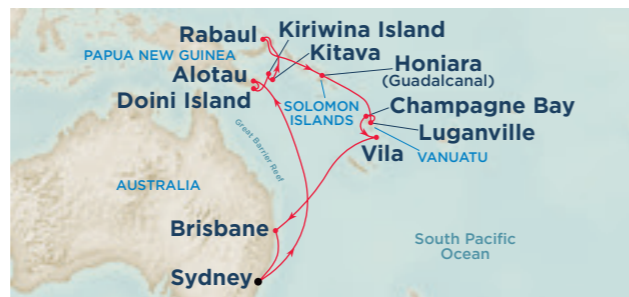 Rabaul
Kiriwina Island
Kitava
PAPUA NEW GUINEA
Alotau
Doini Island
Honiara
(Guadalcanal)
SOLOMON
ISLANDS
Champagne Bay
Luganville
Vila
VANUATU
Great Barrier Reef
AUSTRALIA
Brisbane
South Pacific
Ocean
Sydney